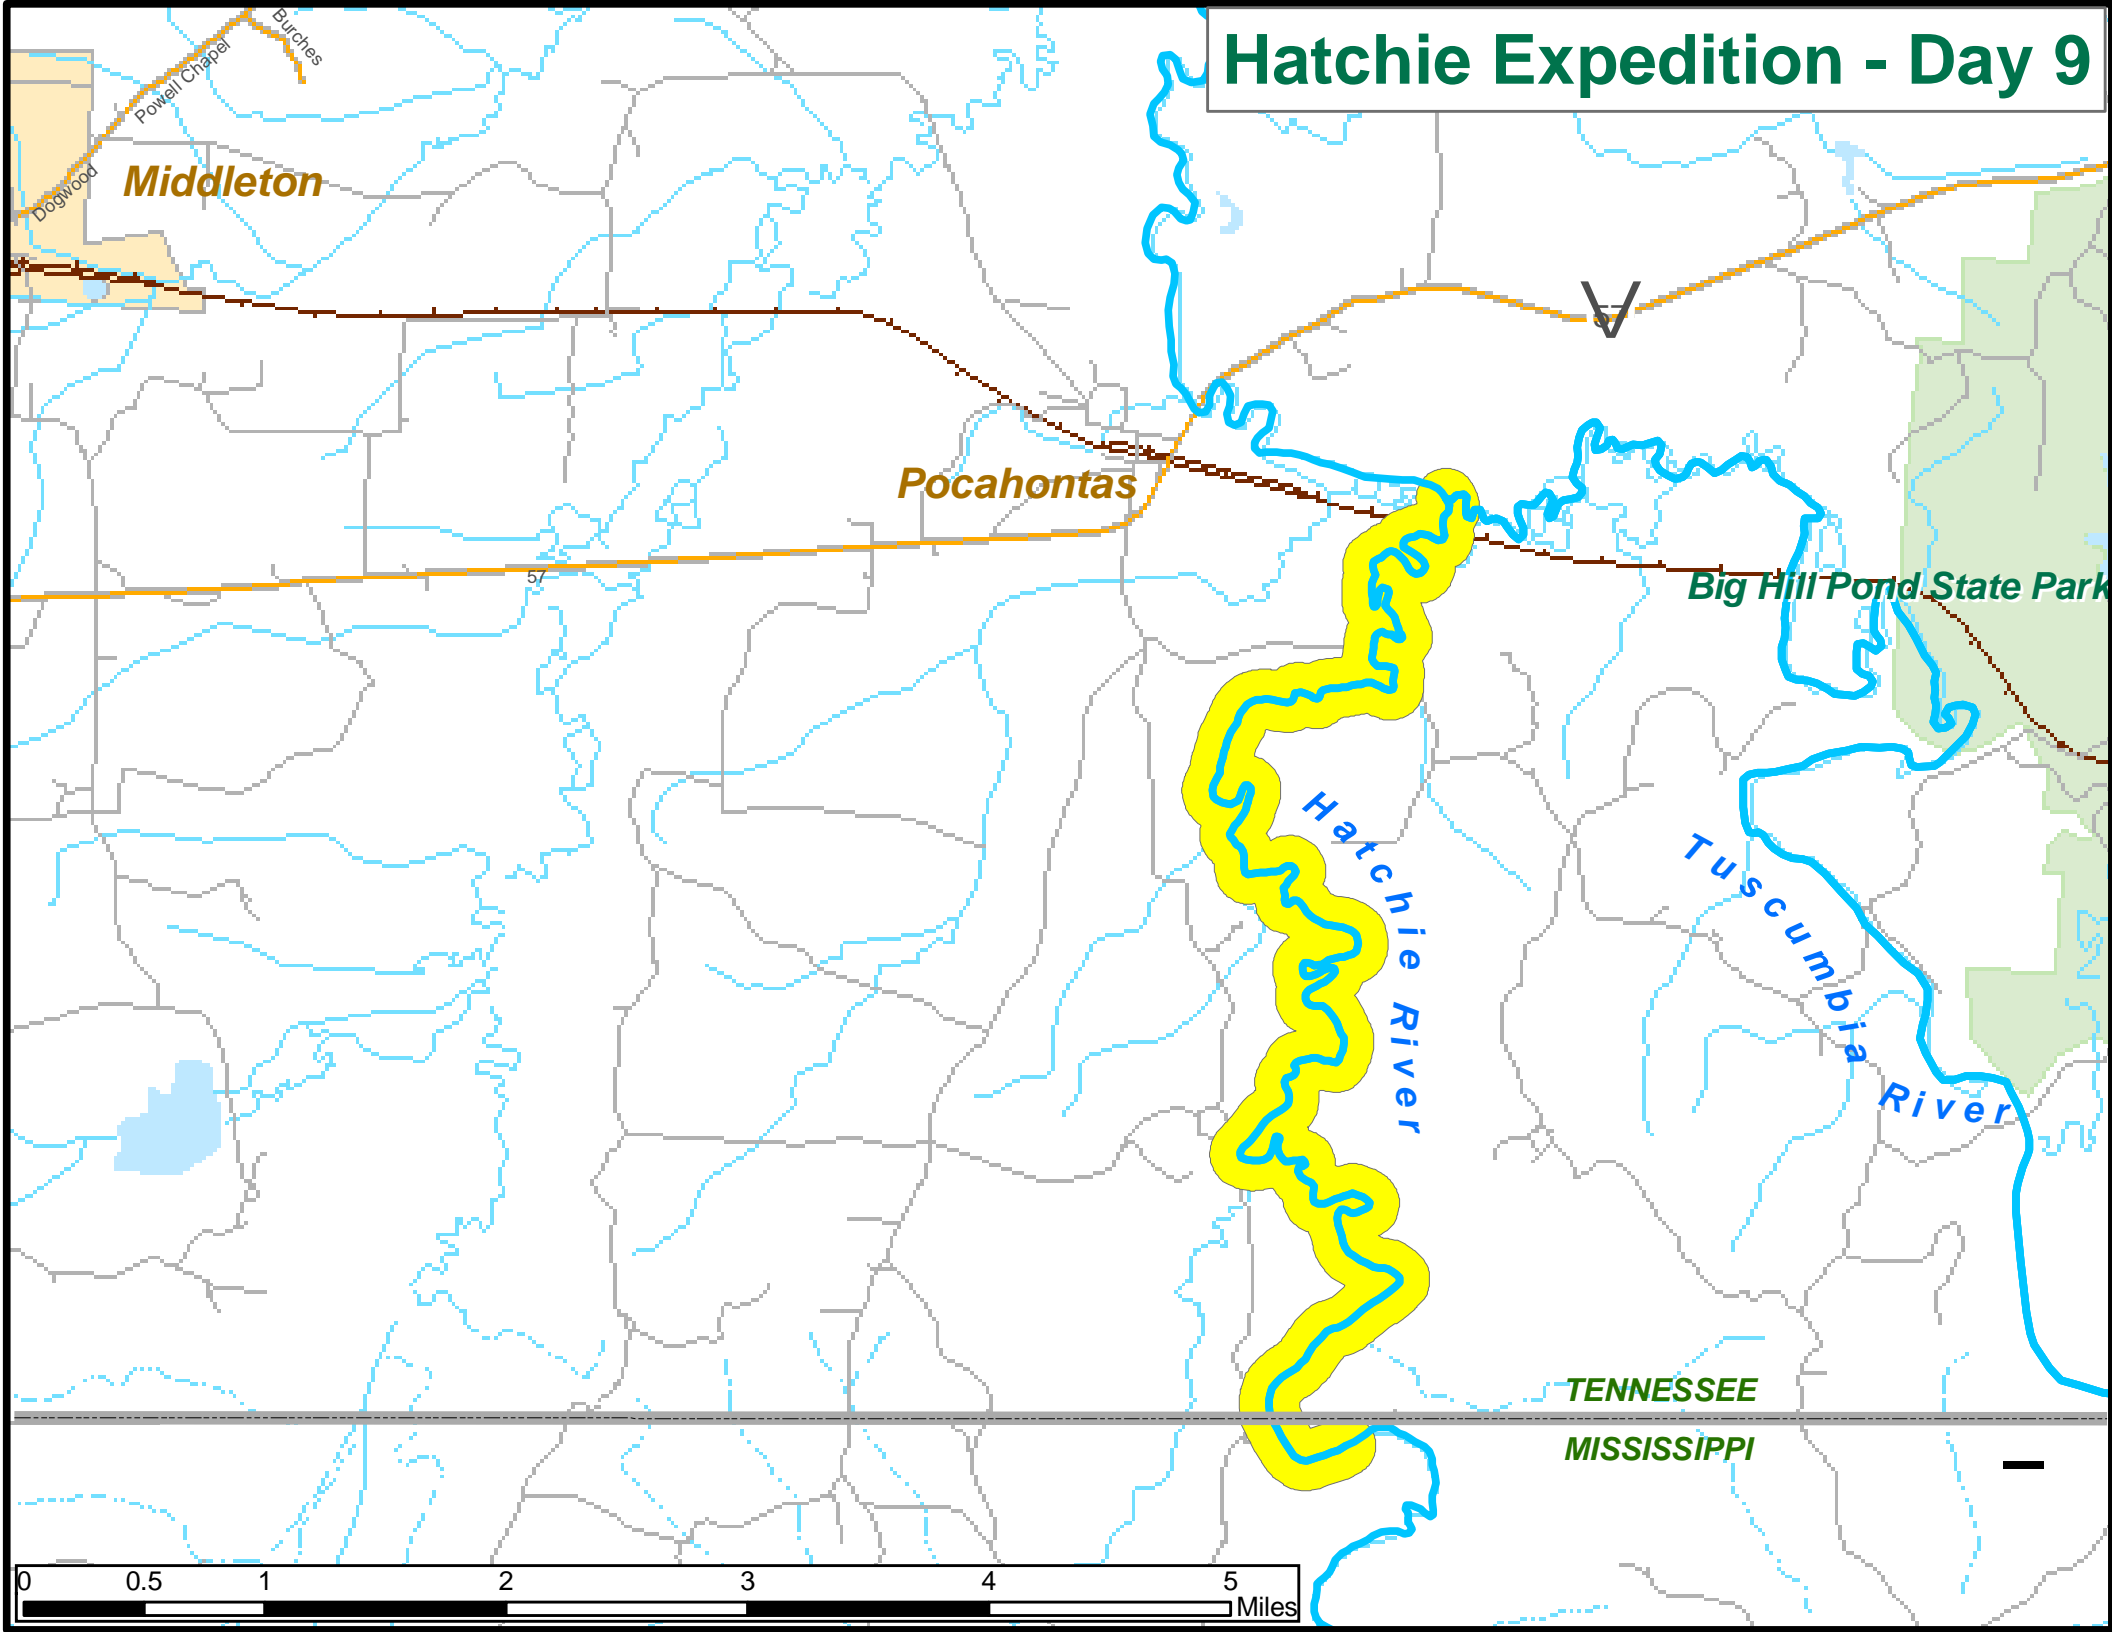 Hatchie Expedition - Day 9
Burches
Powell Chapel
Dogwood
Middleton
Pocahontas
57
Big Hill Pond State Park
Hatchie River
Tuscumbia River
TENNESSEE
MISSISSIPPI
0 0.5 1 2 3 4 5
Miles